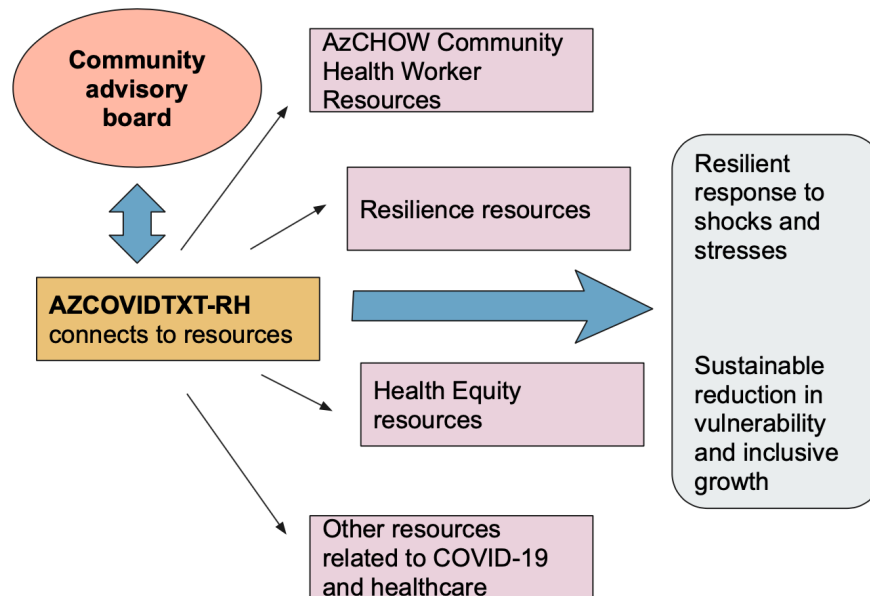 Community
advisory
board
AzCHOW Community
Health Worker
Resources
Resilience resources
AZCOVIDTXT-RH
connects to resources
Health Equity
resources
Other resources
related to COVID-19
and healthcare
Resilient
response to
shocks and
stresses
Sustainable
reduction in
vulnerability
and inclusive
growth